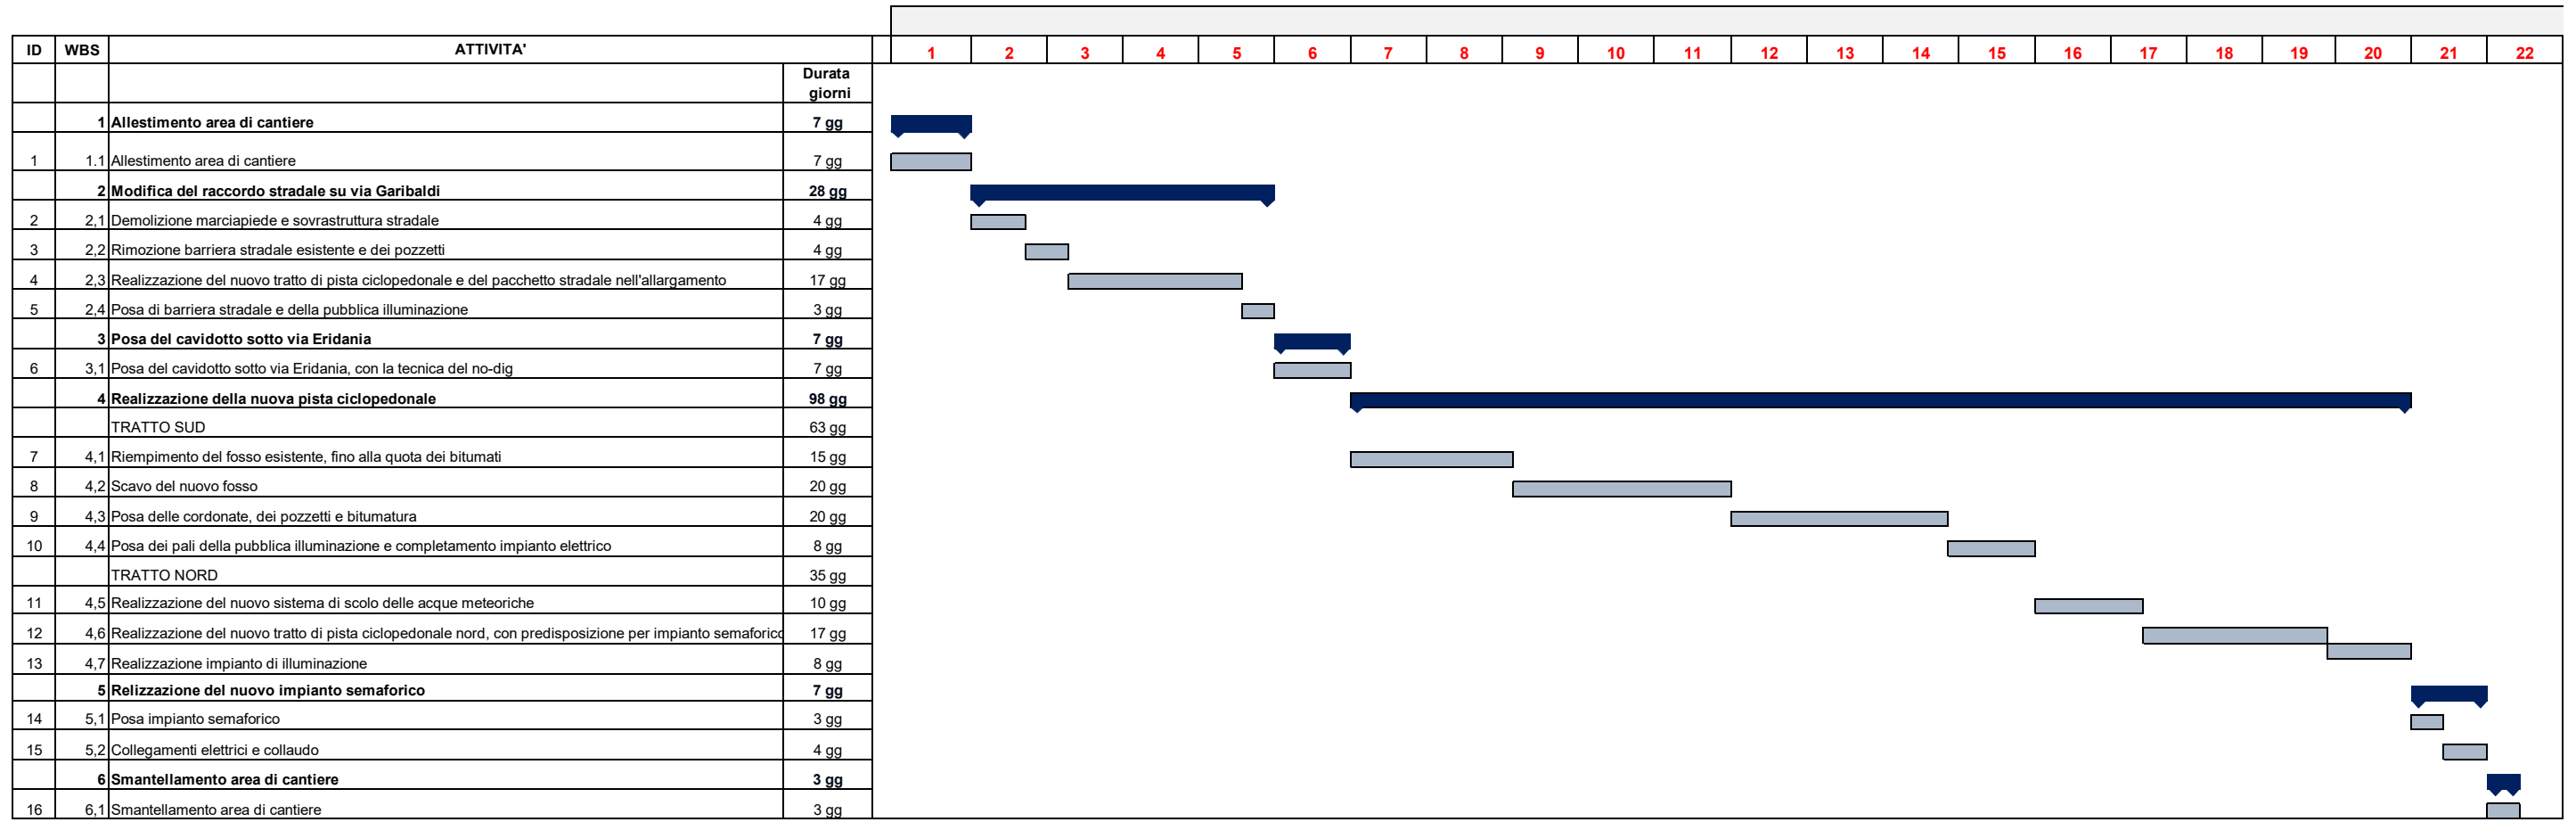 ID WBS ATTIVITA' 1 2 3 4 5 6 7 8 9 10 11 12 13 14 15 16 17 18 19 20 21 22
Durata
giorni
1 Allestimento area di cantiere 7 gg
1 1.1 Allestimento area di cantiere 7 gg
2 Modifica del raccordo stradale su via Garibaldi 28 gg
2 2,1 Demolizione marciapiede e sovrastruttura stradale 4 gg
3 2,2 Rimozione barriera stradale esistente e dei pozzetti 4 gg
4 2,3 Realizzazione del nuovo tratto di pista ciclopedonale e del pacchetto stradale nell'allargamento 17 gg
5 2,4 Posa di barriera stradale e della pubblica illuminazione 3 gg
3 Posa del cavidotto sotto via Eridania 7 gg
6 3,1 Posa del cavidotto sotto via Eridania, con la tecnica del no-dig 7 gg
4 Realizzazione della nuova pista ciclopedonale 98 gg
TRATTO SUD 63 gg
7 4,1 Riempimento del fosso esistente, fino alla quota dei bitumati 15 gg
8 4,2 Scavo del nuovo fosso 20 gg
9 4,3 Posa delle cordonate, dei pozzetti e bitumatura 20 gg
10 4,4 Posa dei pali della pubblica illuminazione e completamento impianto elettrico 8 gg
TRATTO NORD 35 gg
11 4,5 Realizzazione del nuovo sistema di scolo delle acque meteoriche 10 gg
12 4,6 Realizzazione del nuovo tratto di pista ciclopedonale nord, con predisposizione per impianto semaforico 17 gg
13 4,7 Realizzazione impianto di illuminazione 8 gg
5 Relizzazione del nuovo impianto semaforico 7 gg
14 5,1 Posa impianto semaforico 3 gg
15 5,2 Collegamenti elettrici e collaudo 4 gg
6 Smantellamento area di cantiere 3 gg
16 6,1 Smantellamento area di cantiere 3 gg